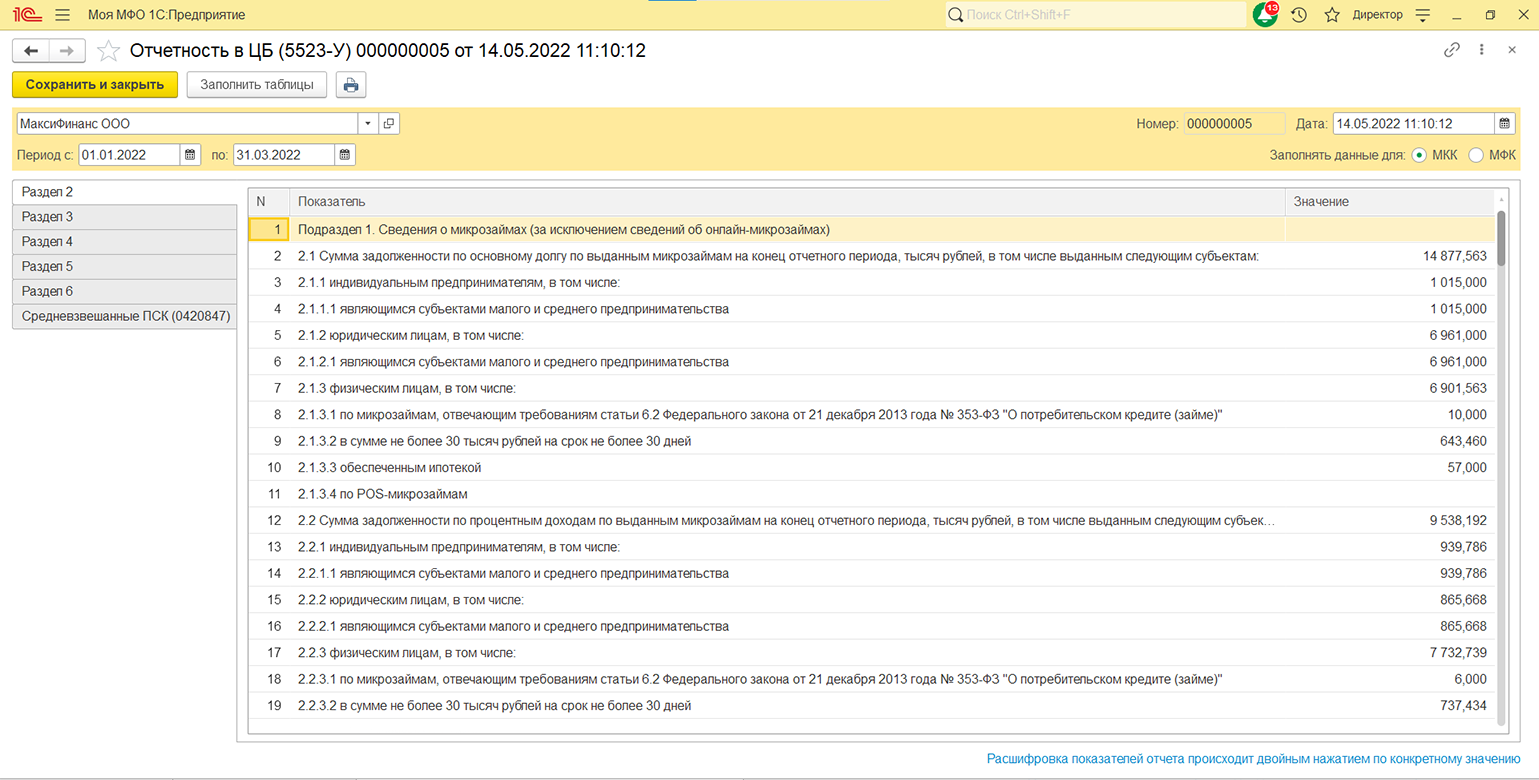 1С Моя МФО 1С:Предприятие Поиск Ctrl+Shift+F 13 Директор
Отчетность в ЦБ (5523-У) 000000005 от 14.05.2022 11:10:12
Сохранить и закрыть Заполнить таблицы
МаксиФинанс ООО Номер: 000000005 Дата: 14.05.2022 11:10:12
Период с: 01.01.2022 по: 31.03.2022 Заполнять данные для: МКК МФК
Раздел 2
Раздел 3
Раздел 4
Раздел 5
Раздел 6
Средневзвешанные ПСК (0420847)
N Показатель Значение
1 Подраздел 1. Сведения о микрозаймах (за исключением сведений об онлайн-микрозаймах)
2 2.1 Сумма задолженности по основному долгу по выданным микрозаймам на конец отчетного периода, тысяч рублей, в том числе выданным следующим субъектам: 14 877,563
3 2.1.1 индивидуальным предпринимателям, в том числе: 1 015,000
4 2.1.1.1 являющимся субъектами малого и среднего предпринимательства 1 015,000
5 2.1.2 юридическим лицам, в том числе: 6 961,000
6 2.1.2.1 являющимся субъектами малого и среднего предпринимательства 6 961,000
7 2.1.3 физическим лицам, в том числе: 6 901,563
8 2.1.3.1 по микрозаймам, отвечающим требованиям статьи 6.2 Федерального закона от 21 декабря 2013 года № 353-ФЗ "О потребительском кредите (займе)" 10,000
9 2.1.3.2 в сумме не более 30 тысяч рублей на срок не более 30 дней 643,460
10 2.1.3.3 обеспеченным ипотекой 57,000
11 2.1.3.4 по POS-микрозаймам
12 2.2 Сумма задолженности по процентным доходам по выданным микрозаймам на конец отчетного периода, тысяч рублей, в том числе выданным следующим субъек... 9 538,192
13 2.2.1 индивидуальным предпринимателям, в том числе: 939,786
14 2.2.1.1 являющимся субъектами малого и среднего предпринимательства 939,786
15 2.2.2 юридическим лицам, в том числе: 865,668
16 2.2.2.1 являющимся субъектами малого и среднего предпринимательства 865,668
17 2.2.3 физическим лицам, в том числе: 7 732,739
18 2.2.3.1 по микрозаймам, отвечающим требованиям статьи 6.2 Федерального закона от 21 декабря 2013 года № 353-ФЗ "О потребительском кредите (займе)" 6,000
19 2.2.3.2 в сумме не более 30 тысяч рублей на срок не более 30 дней 737,434
Расшифровка показателей отчета происходит двойным нажатием по конкретному значению